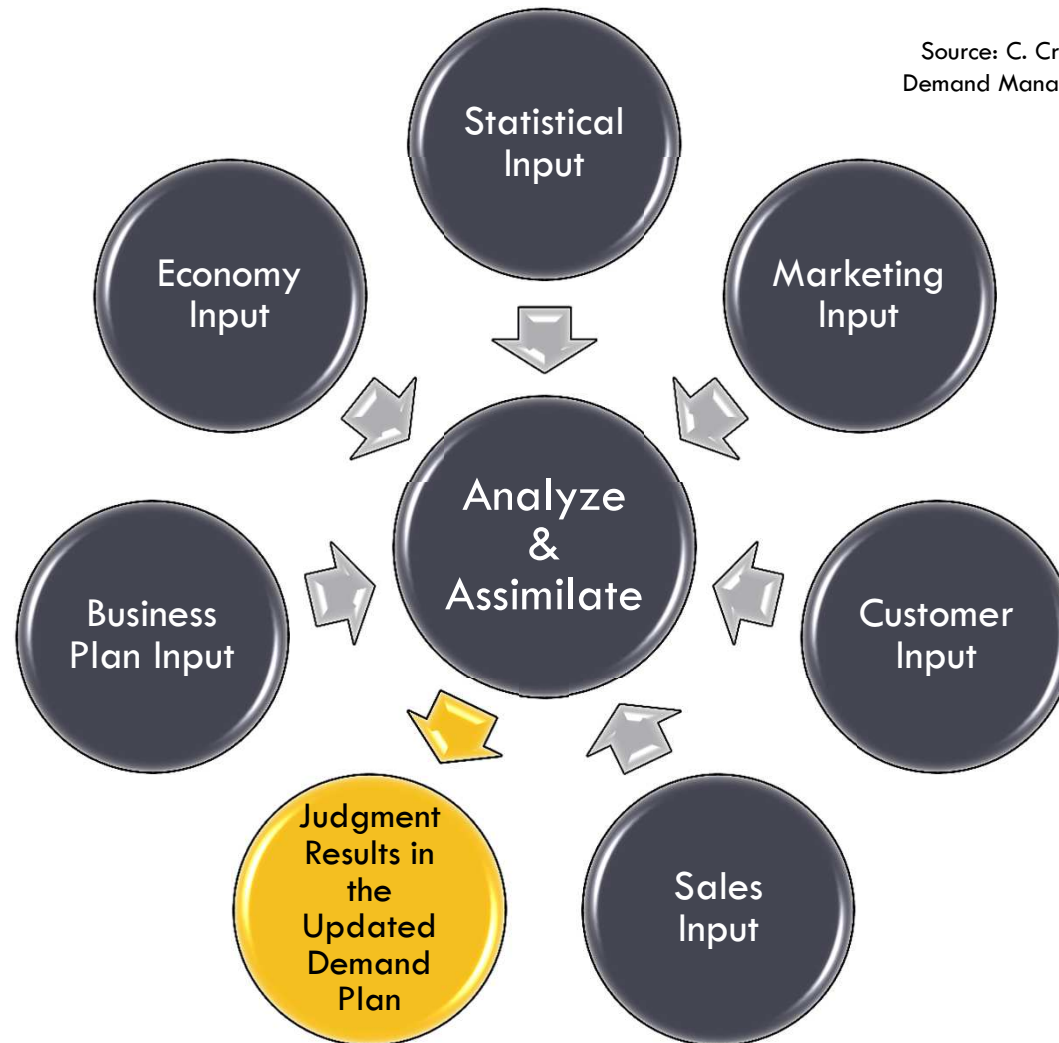 Source: C. Cr
Demand Mana
Statistical
Input
Economy
Input
Marketing
Input
Analyze
&
Assimilate
Business
Plan Input
Customer
Input
Judgment
Results in
the
Updated
Demand
Plan
Sales
Input